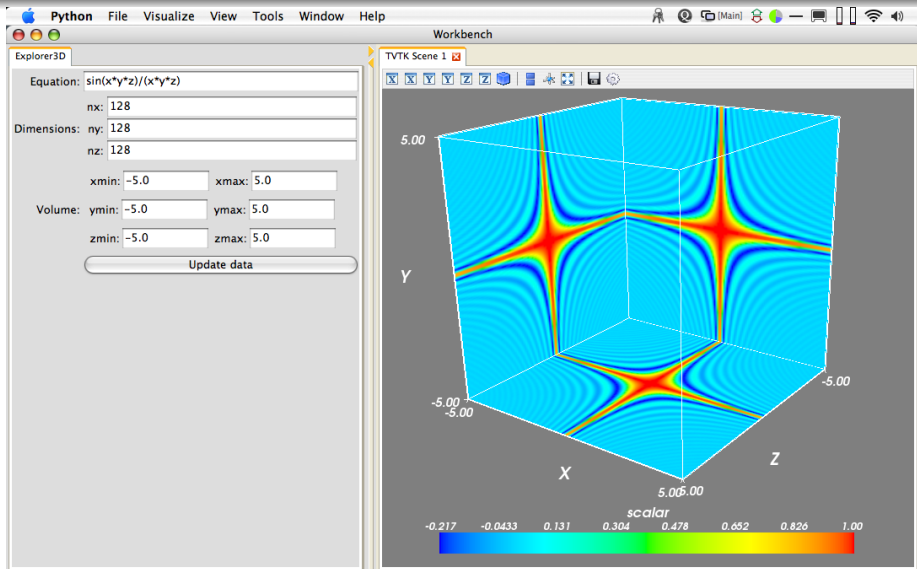 Python File Visualize View Tools Window Help [Main]
Workbench
Explorer3D
TVTK Scene 1
Equation: sin(x*y*z)/(x*y*z)
nx: 128
Dimensions: ny: 128
nz: 128
xmin: -5.0 xmax: 5.0
Volume: ymin: -5.0 ymax: 5.0
zmin: -5.0 zmax: 5.0
Update data
X X Y Y Z Z
5.00
Y
-5.00
-5.00
-5.00
X
Z
5.00 5.00
scalar
-0.217 -0.0433 0.131 0.304 0.478 0.652 0.826 1.00